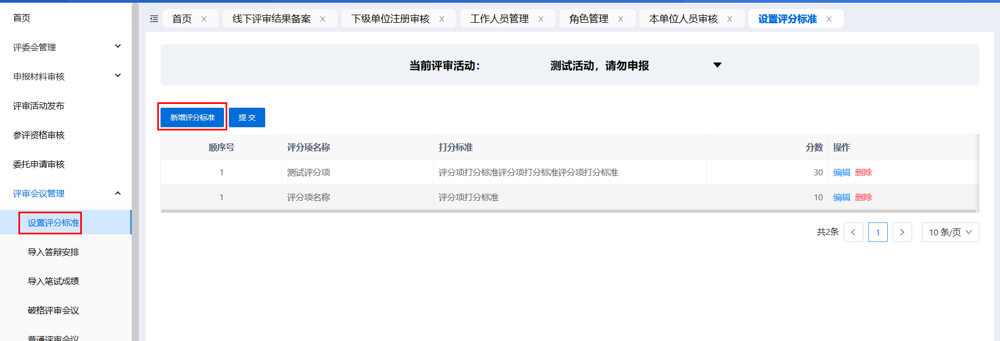 首页
评委会管理
申报材料审核
评审活动发布
参评资格审核
委托申请审核
评审会议管理
设置评分标准
导入答辩安排
导入笔试成绩
破格评审会议
普通评审会议
首页 x 线下评审结果备案 x 下级单位注册审核 x 工作人员管理 x 角色管理 x 本单位人员审核 x 设置评分标准 x
当前评审活动： 测试活动，请勿申报
新增评分标准 提 交
顺序号 评分项名称 打分标准 分数 操作
1 测试评分项 评分项打分标准评分项打分标准评分项打分标准 30 编辑 删除
1 评分项名称 评分项打分标准 10 编辑 删除
共2条 < 1 > 10 条/页